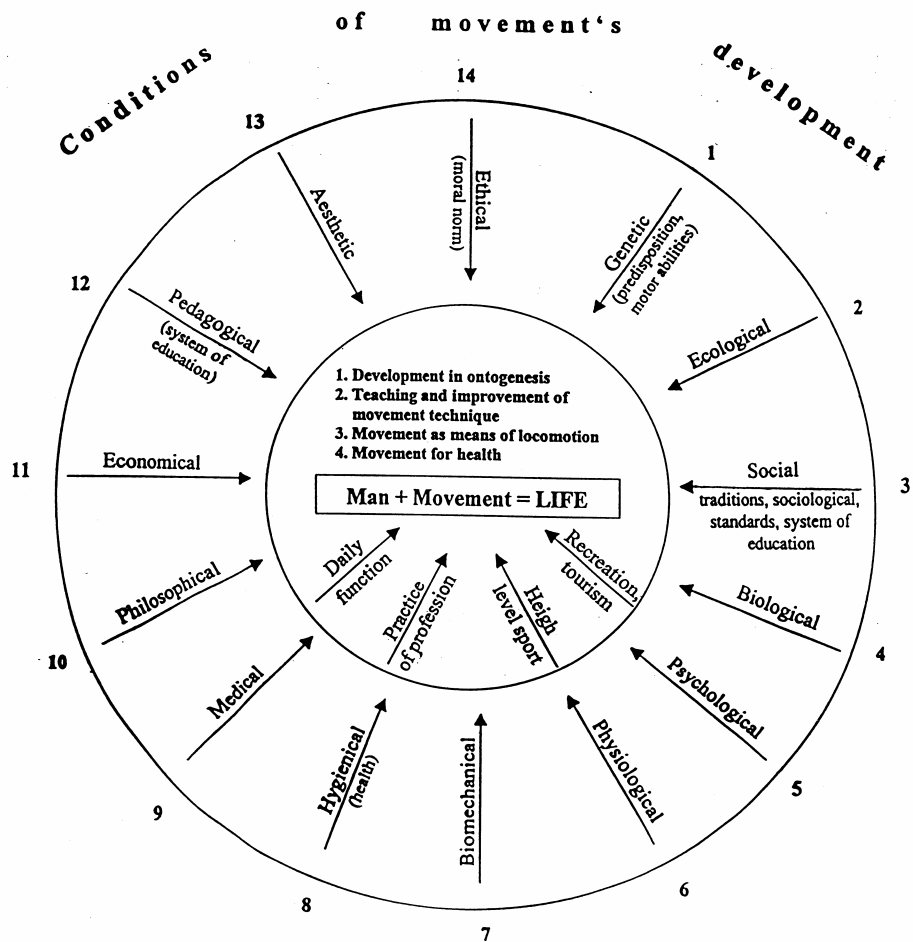 Conditions of movement‘s development
14
Ethical
(moral norm)
1
Genetic
(predisposition,
motor abilities)
2
Ecological
3
Social
traditions, sociological,
standards, system of
education
4
Biological
5
Psychological
6
Physiological
7
Biomechanical
8
Hygienical
(health)
9
Medical
10
Philosophical
11
Economical
12
Pedagogical
(system of
education)
13
Aesthetic
1. Development in ontogenesis
2. Teaching and improvement of
movement technique
3. Movement as means of locomotion
4. Movement for health
Man + Movement = LIFE
Daily
function
Practice
of profession
Heigh
level sport
Recreation,
tourism